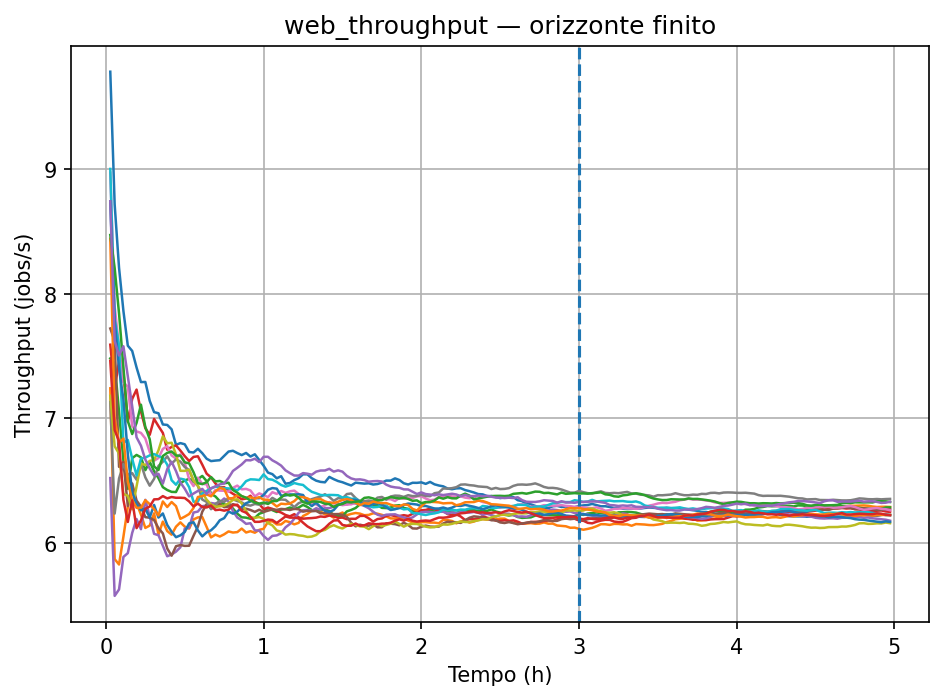 web_throughput — orizzonte finito
Throughput (jobs/s)
9
8
7
6
0 1 2 3 4 5
Tempo (h)